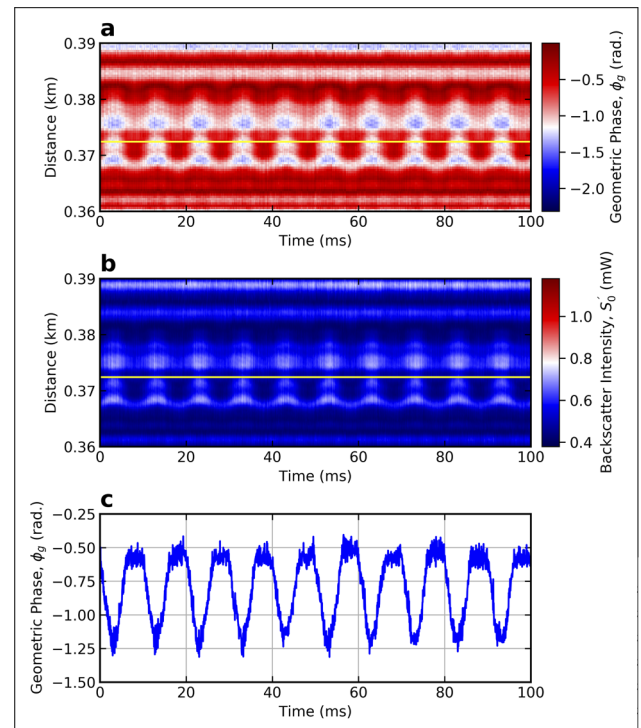 a
0.39
0.38
0.37
0.36
Distance (km)
0 20 40 60 80 100
Time (ms)
−0.5
−1.0
−1.5
−2.0
Geometric Phase, ϕg (rad.)
b
0.39
0.38
0.37
0.36
Distance (km)
0 20 40 60 80 100
Time (ms)
1.0
0.8
0.6
0.4
Backscatter Intensity, S′0 (mW)
c
−0.25
−0.50
−0.75
−1.00
−1.25
−1.50
Geometric Phase, ϕg (rad.)
0 20 40 60 80 100
Time (ms)